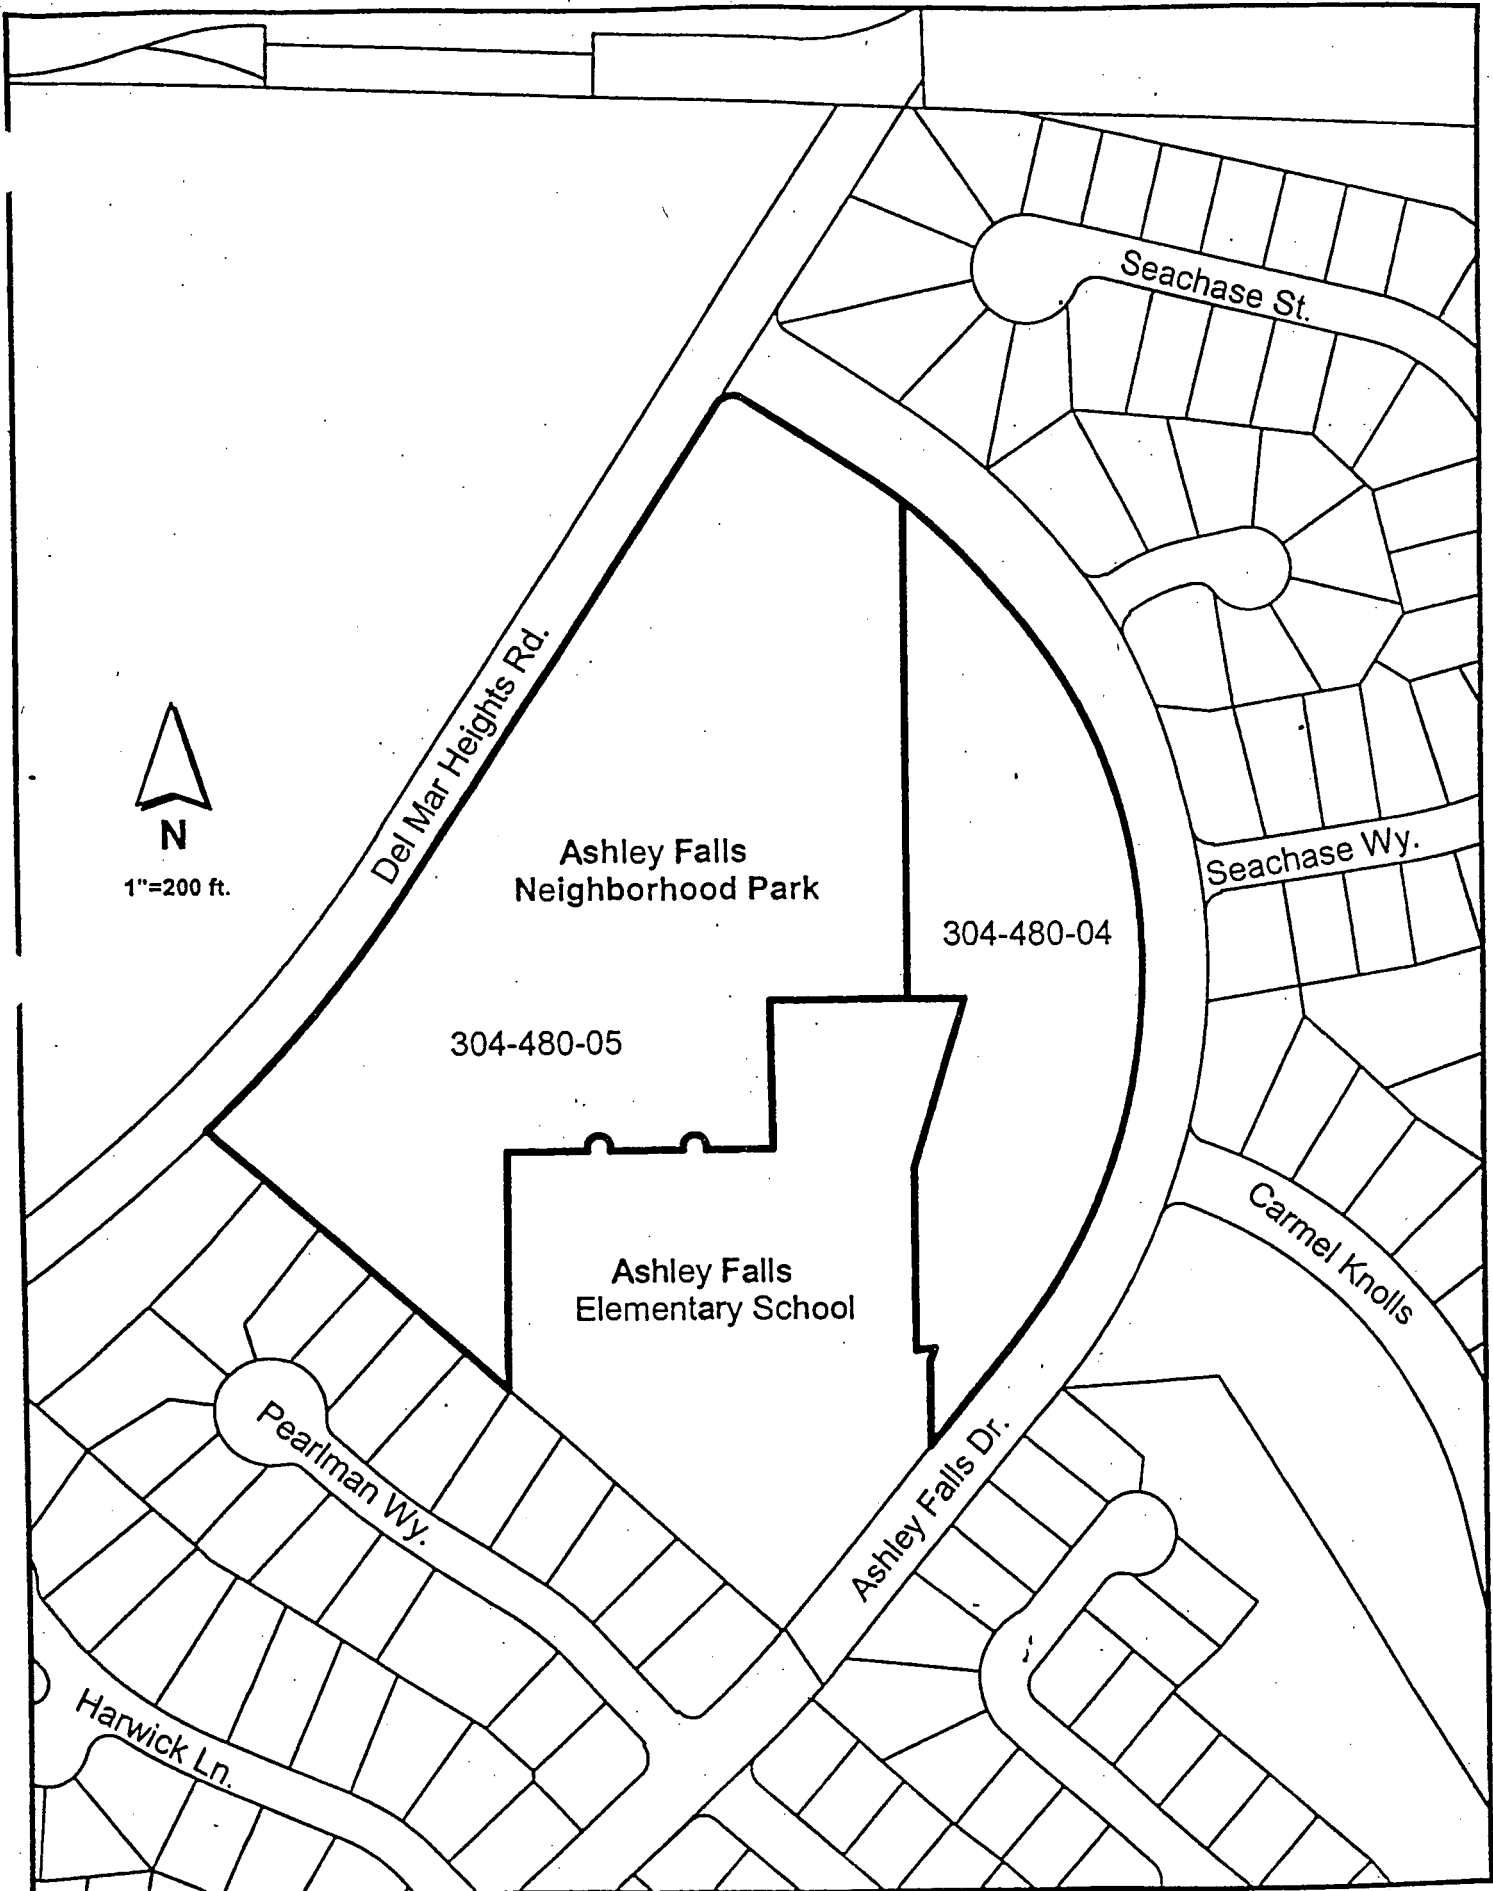 Seachase St.
Del Mar Heights Rd.
N
1"=200 ft.
Ashley Falls
Neighborhood Park
Seachase Wy.
304-480-04
304-480-05
Carmel Knolls
Ashley Falls
Elementary School
Pearlman Wy.
Ashley Falls Dr.
Harwick Ln.